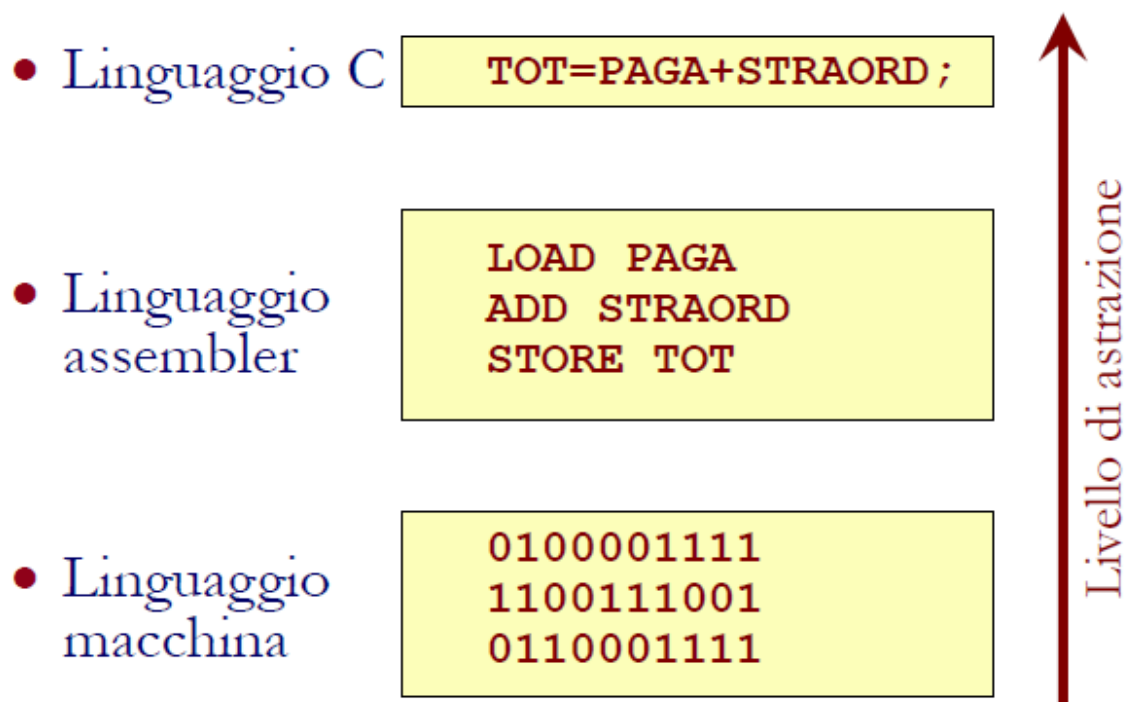 • Linguaggio C
TOT=PAGA+STRAORD;
• Linguaggio
assembler
LOAD PAGA
ADD STRAORD
STORE TOT
• Linguaggio
macchina
0100001111
1100111001
0110001111
Livello di astrazione